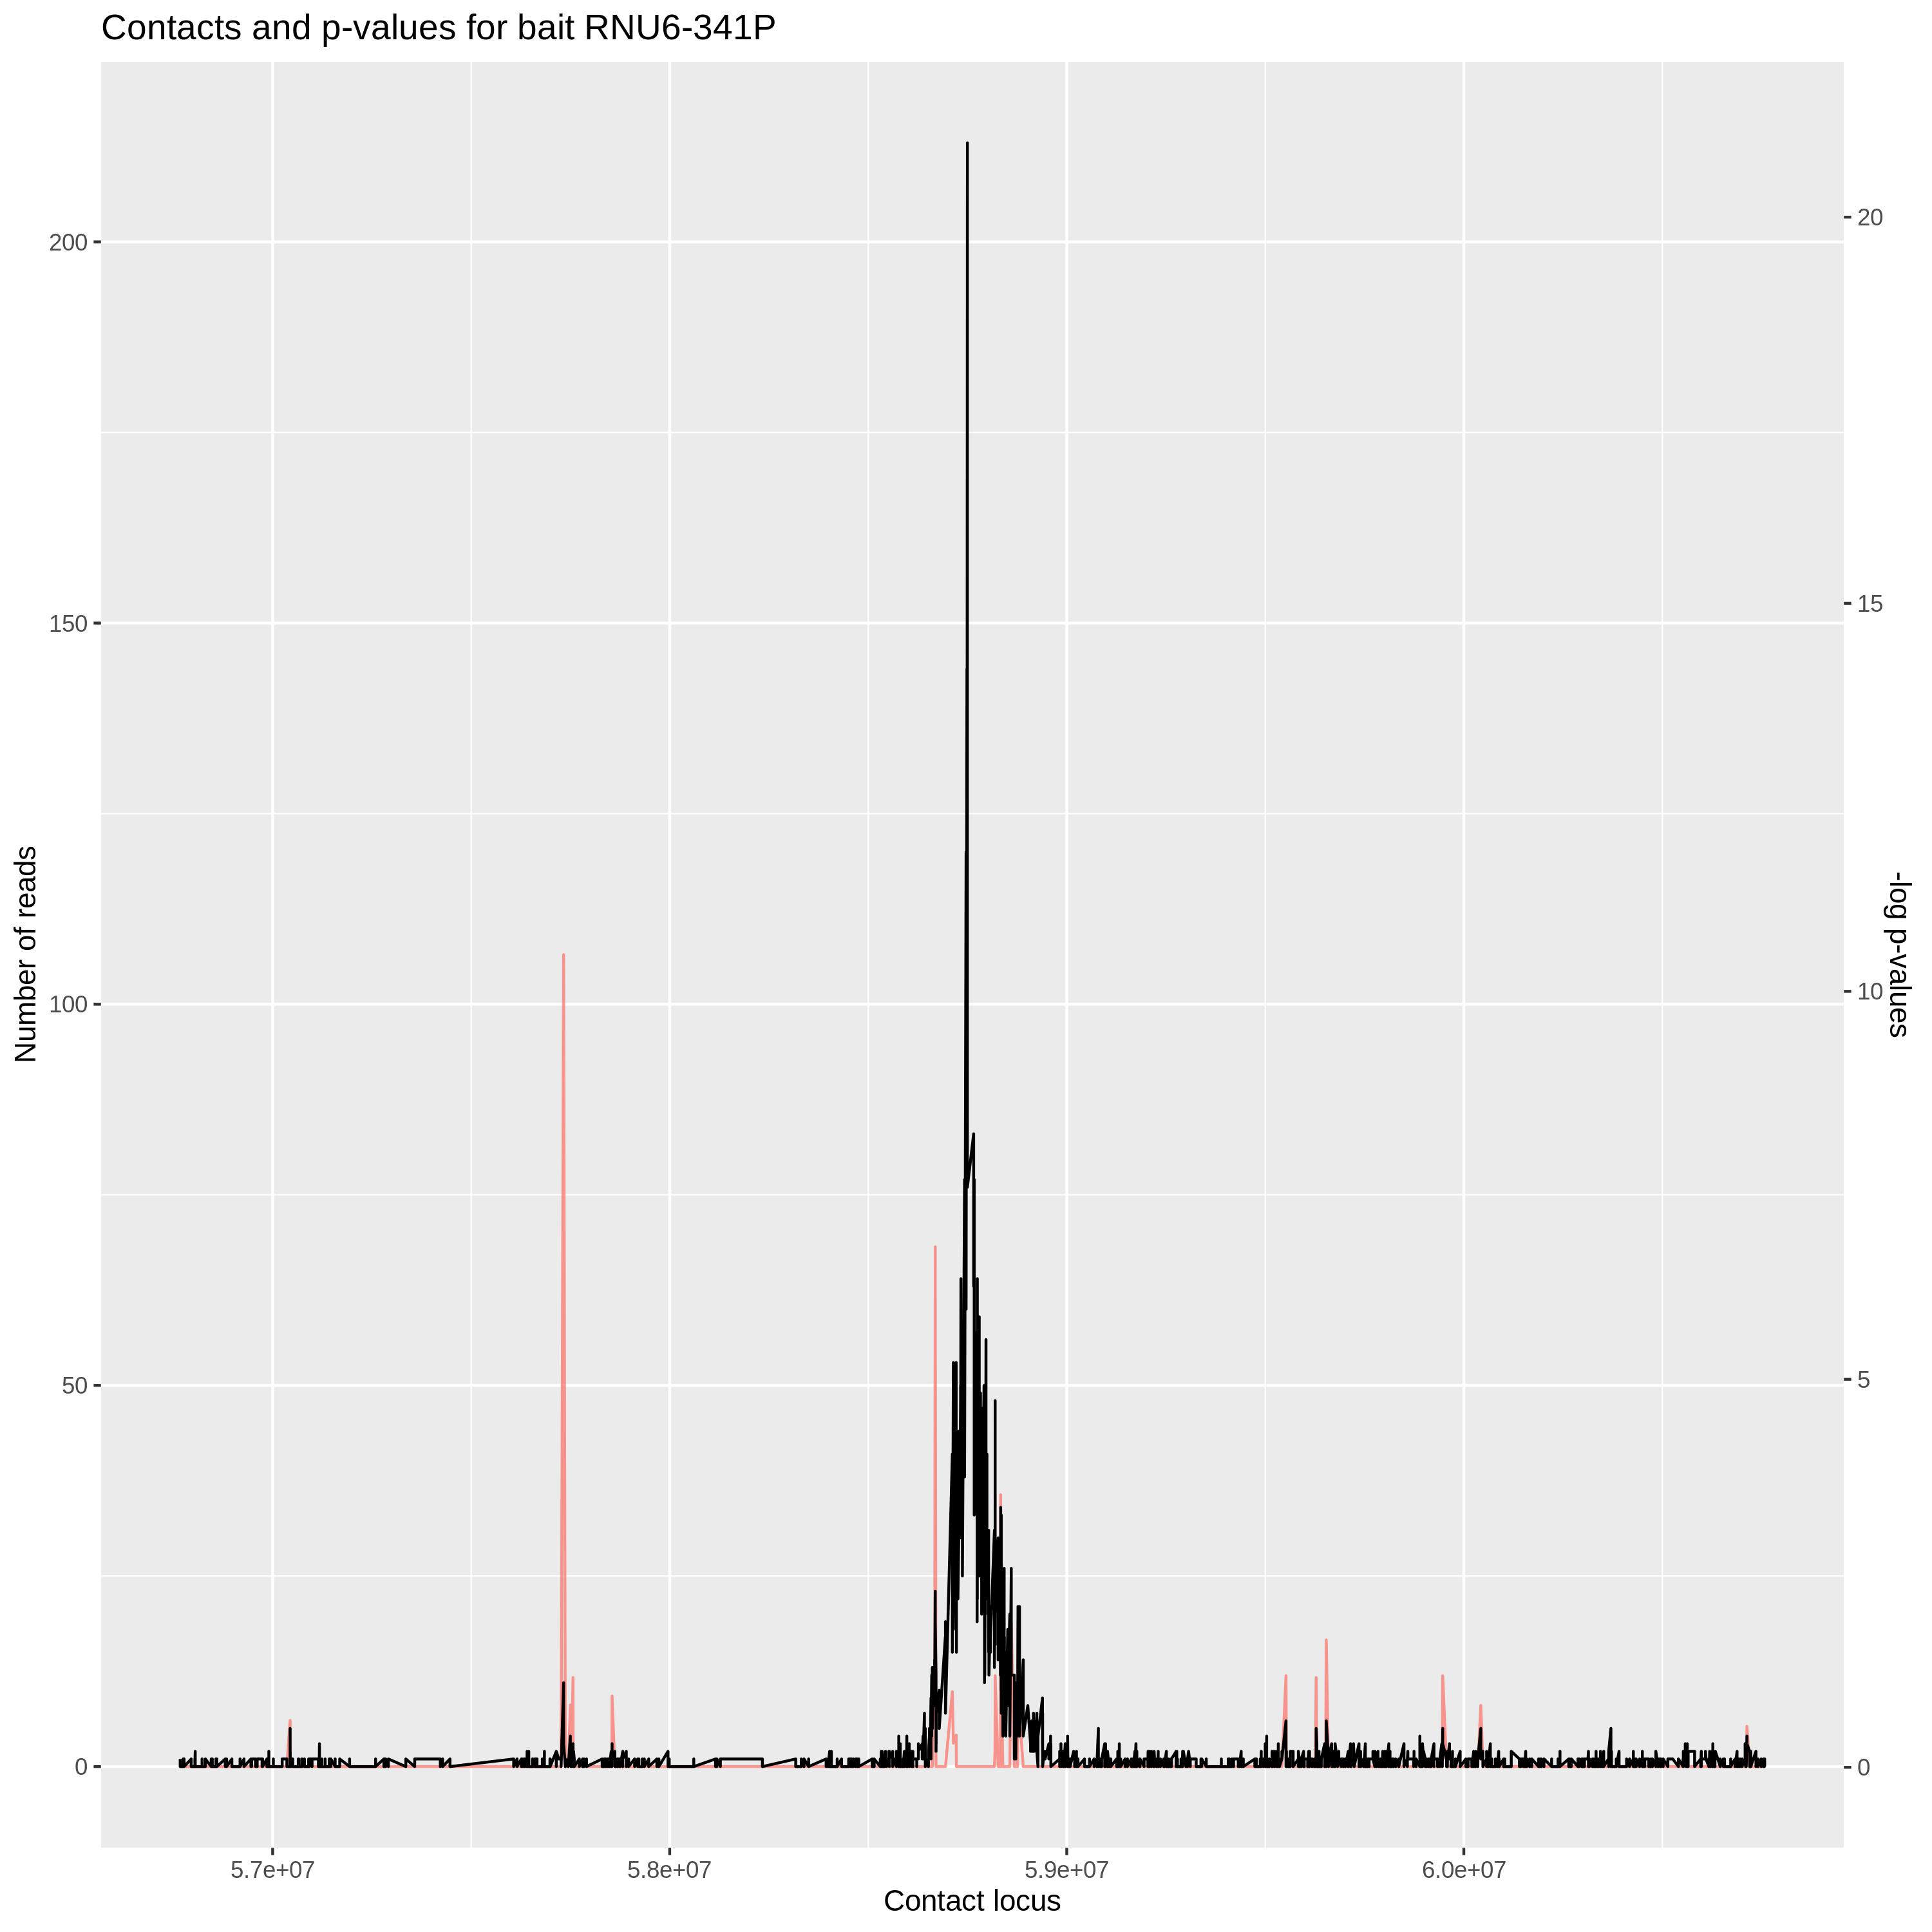 Contacts and p-values for bait RNU6-341P
Number of reads
200
150
100
50
0
20
15
10
5
0
-log p-values
5.7e+07
5.8e+07
5.9e+07
6.0e+07
Contact locus